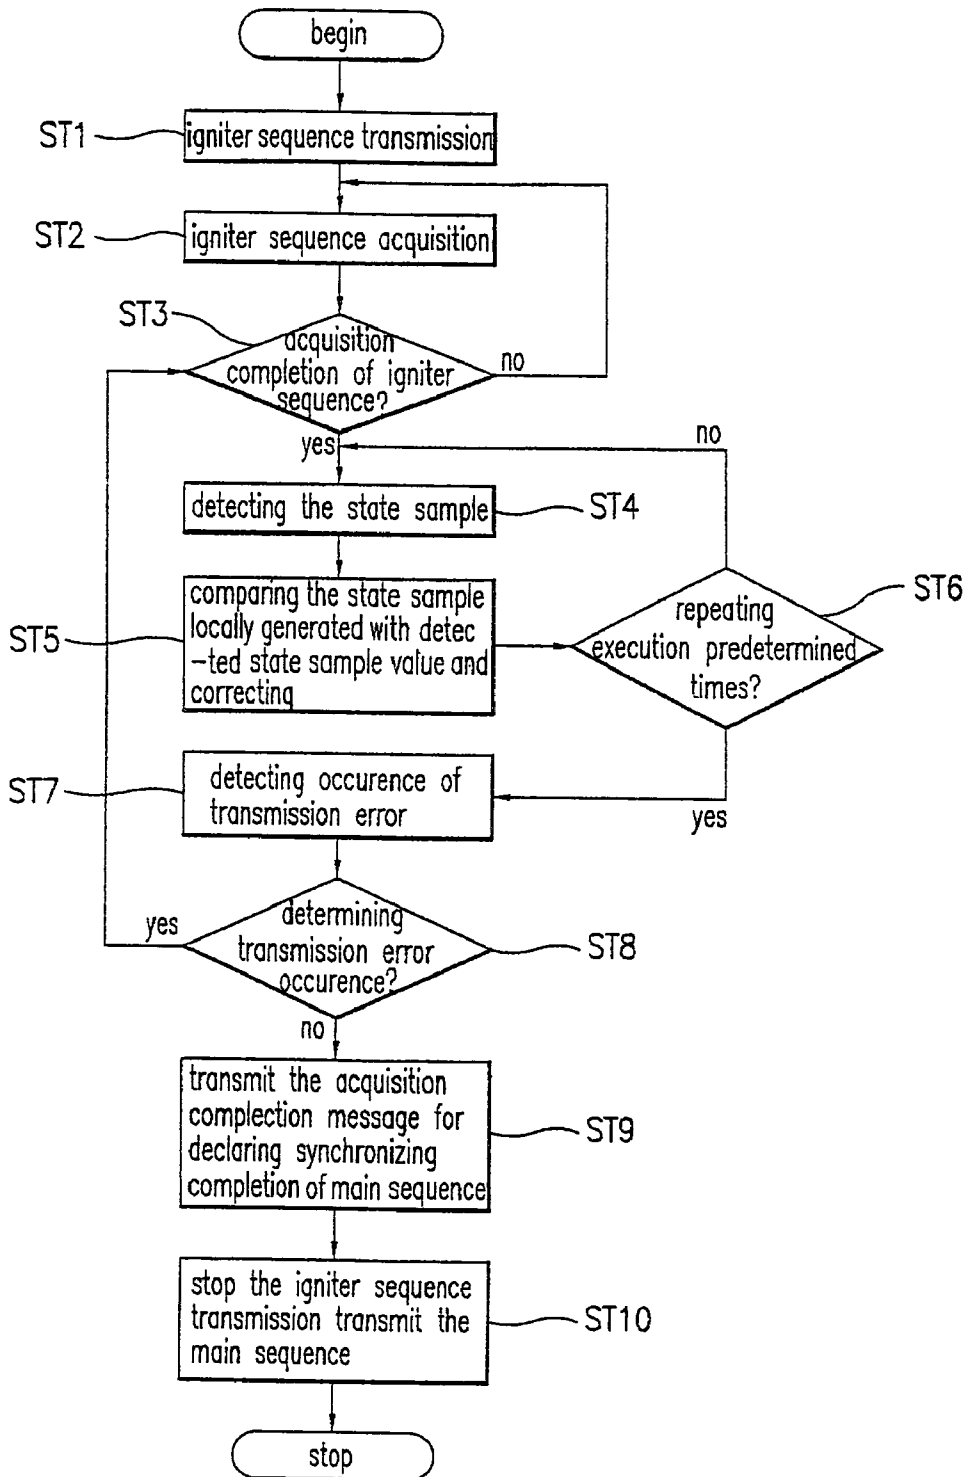 begin
ST1
igniter sequence transmission
ST2
igniter sequence acquisition
ST3
acquisition
completion of igniter
sequence?
no
yes
no
detecting the state sample
ST4
ST5
comparing the state sample
locally generated with detec
-ted state sample value and
correcting
ST6
repeating
execution predetermined
times?
ST7
detecting occurence of
transmission error
yes
yes
determining
transmission error
occurence?
ST8
no
transmit the acquisition
complection message for
declaring synchronizing
completion of main sequence
ST9
stop the igniter sequence
transmission transmit the
main sequence
ST10
stop